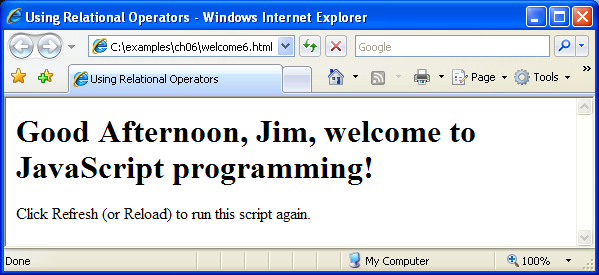 Using Relational Operators - Windows Internet Explorer
C:\examples\ch06\welcome6.html
Google
Using Relational Operators
Page
Tools
»
Good Afternoon, Jim, welcome to
JavaScript programming!
Click Refresh (or Reload) to run this script again.
Done
My Computer
100%